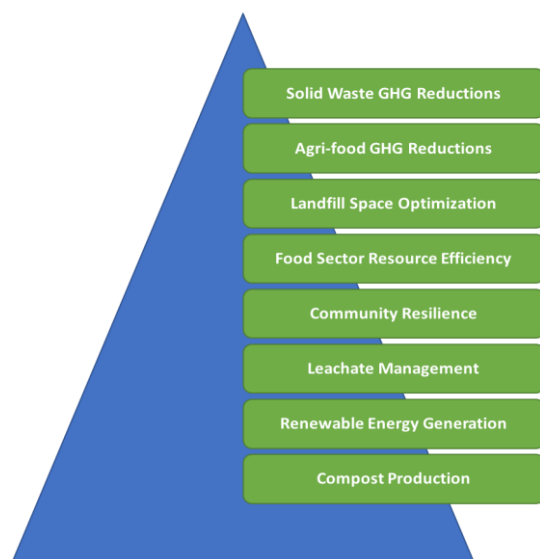 Solid Waste GHG Reductions
Agri-food GHG Reductions
Landfill Space Optimization
Food Sector Resource Efficiency
Community Resilience
Leachate Management
Renewable Energy Generation
Compost Production